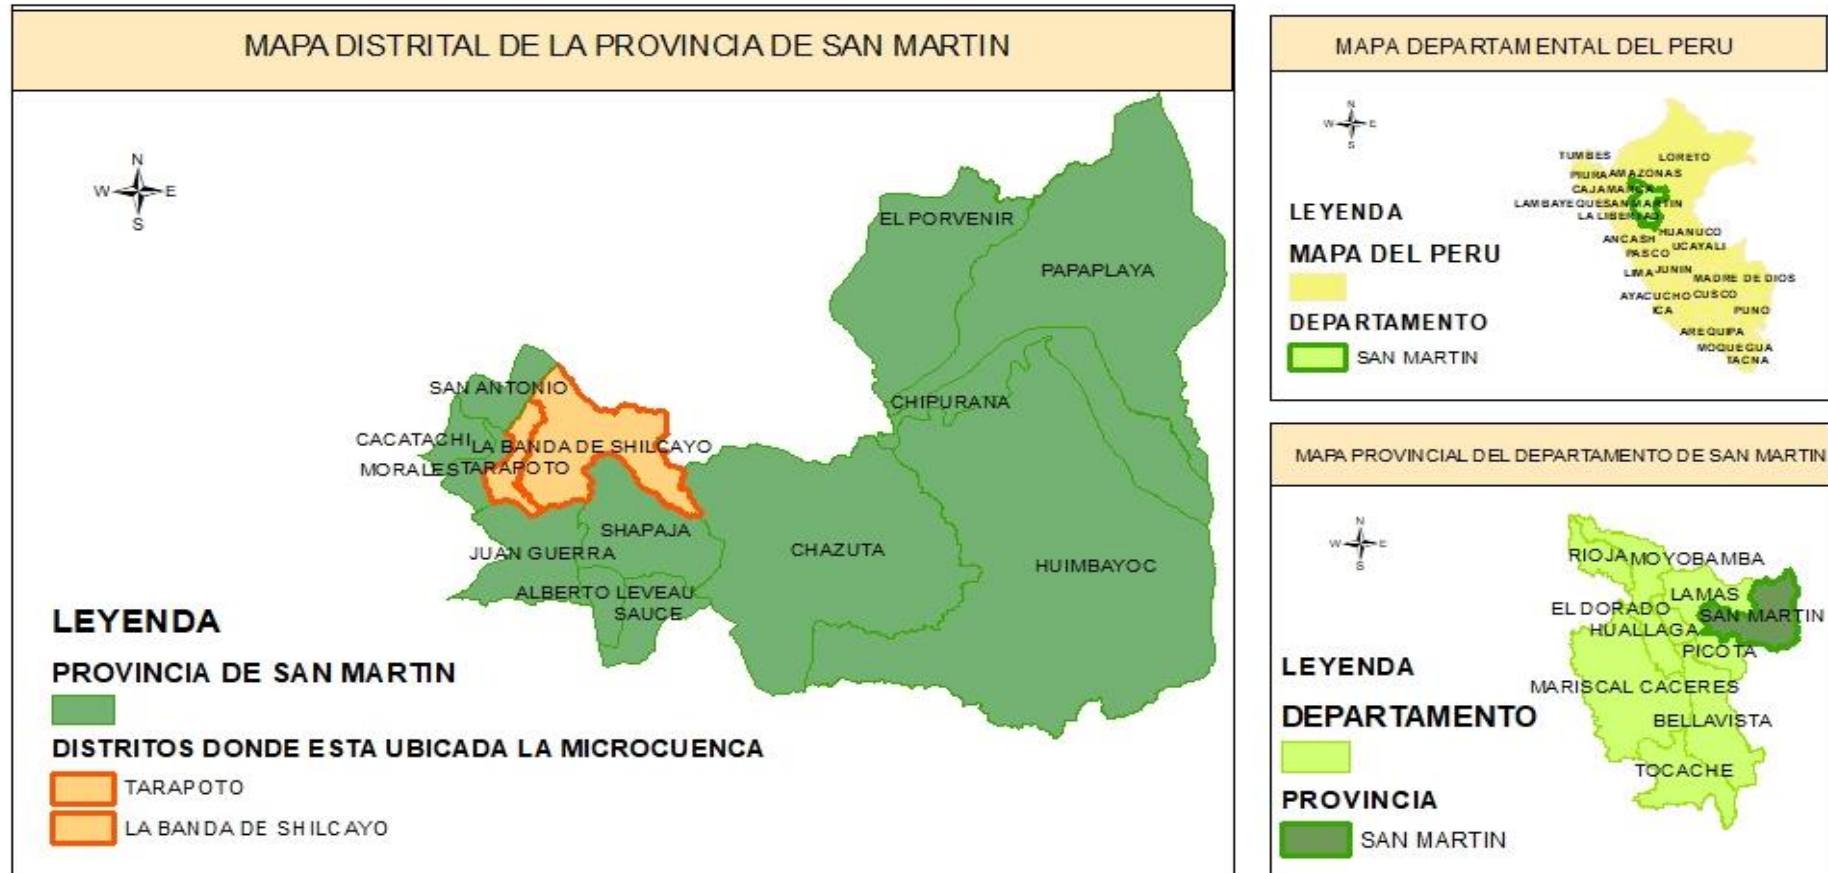 MAPA DISTRITAL DE LA PROVINCIA DE SAN MARTIN
N
W E
S
EL PORVENIR
PAPAPLAYA
SAN ANTONIO
CHIPURANA
CACATACHI
LA BANDA DE SHILCAYO
MORALES
TARAPOTO
SHAPAJA
JUAN GUERRA
CHAZUTA
HUIMBAYOC
ALBERTO LEVEAU
SAUCE
LEYENDA
PROVINCIA DE SAN MARTIN
DISTRITOS DONDE ESTA UBICADA LA MICROCUENCA
TARAPOTO
LA BANDA DE SHILCAYO
MAPA DEPARTAMENTAL DEL PERU
N
W E
S
TUMBES
LORETO
PIURA
AMAZONAS
CAJAMARCA
LAMBAYEQUE
SAN MARTIN
LA LIBERTAD
HUANUCO
ANCASH
UCAYALI
PASCO
LIMA
JUNIN
MADRE DE DIOS
AYACUCHO
CUSCO
ICA
PUNO
AREQUIPA
MOQUEGUA
TACNA
LEYENDA
MAPA DEL PERU
DEPARTAMENTO
SAN MARTIN
MAPA PROVINCIAL DEL DEPARTAMENTO DE SAN MARTIN
N
W E
S
RIOJA
MOYOBAMBA
LAMAS
EL DORADO
SAN MARTIN
HUALLAGA
PICOTA
MARISCAL CACERES
BELLAVISTA
TOCACHE
LEYENDA
DEPARTAMENTO
PROVINCIA
SAN MARTIN